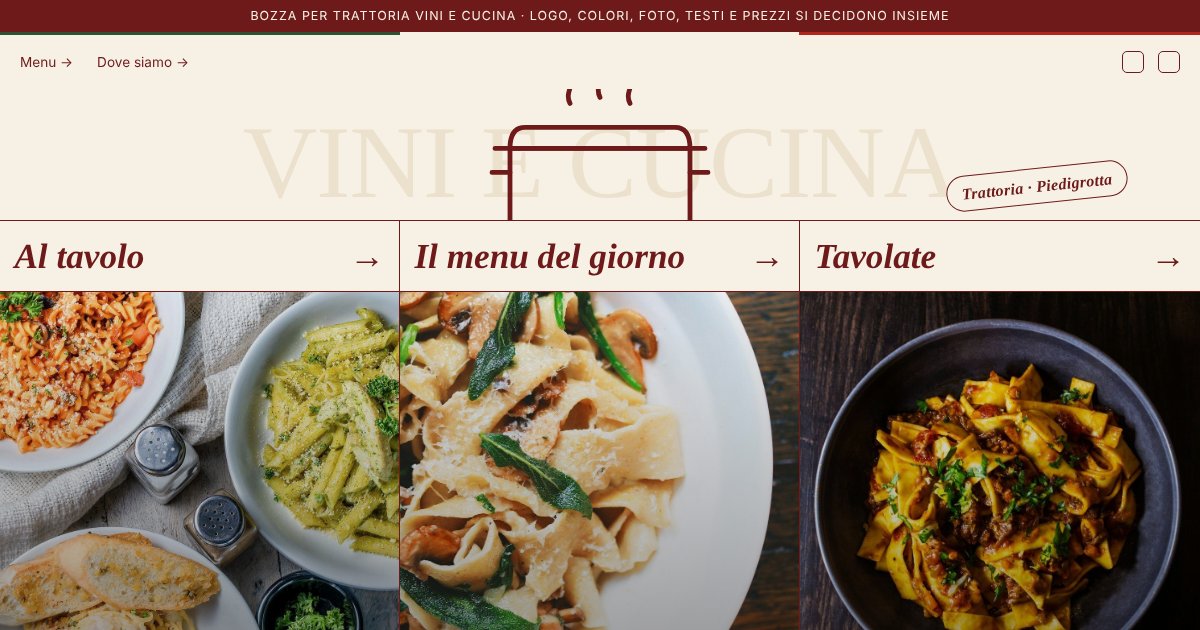 BOZZA PER TRATTORIA VINI E CUCINA · LOGO, COLORI, FOTO, TESTI E PREZZI SI DECIDONO INSIEME
Menu → Dove siamo →
VINI E CUCINA
Trattoria · Piedigrotta
Al tavolo → Il menu del giorno → Tavolate →